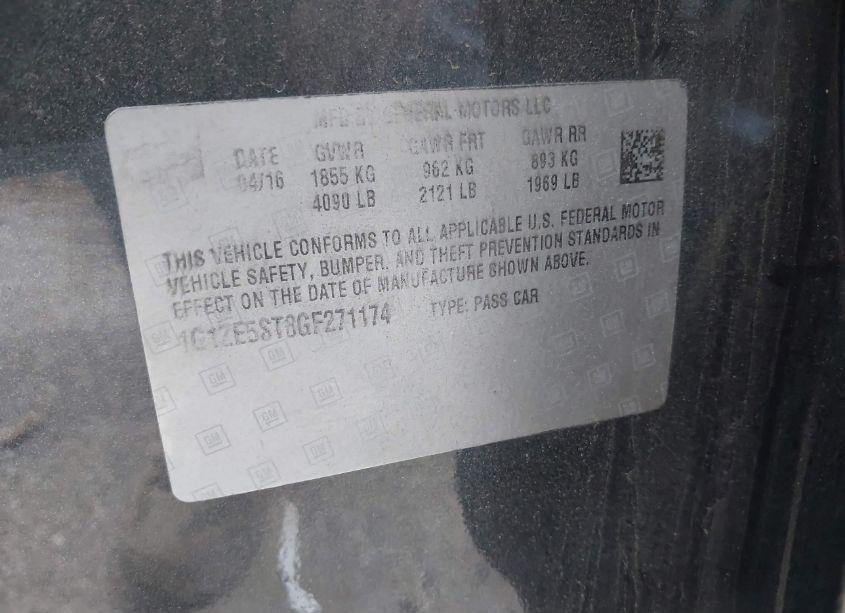 MFD BY GENERAL MOTORS LLC
DATE GVWR GAWR FRT GAWR RR
04/16 1855 KG 962 KG 893 KG
4090 LB 2121 LB 1969 LB
THIS VEHICLE CONFORMS TO ALL APPLICABLE U.S. FEDERAL MOTOR
VEHICLE SAFETY, BUMPER, AND THEFT PREVENTION STANDARDS IN
EFFECT ON THE DATE OF MANUFACTURE SHOWN ABOVE.
1G1ZE5ST8GF271174 TYPE: PASS CAR